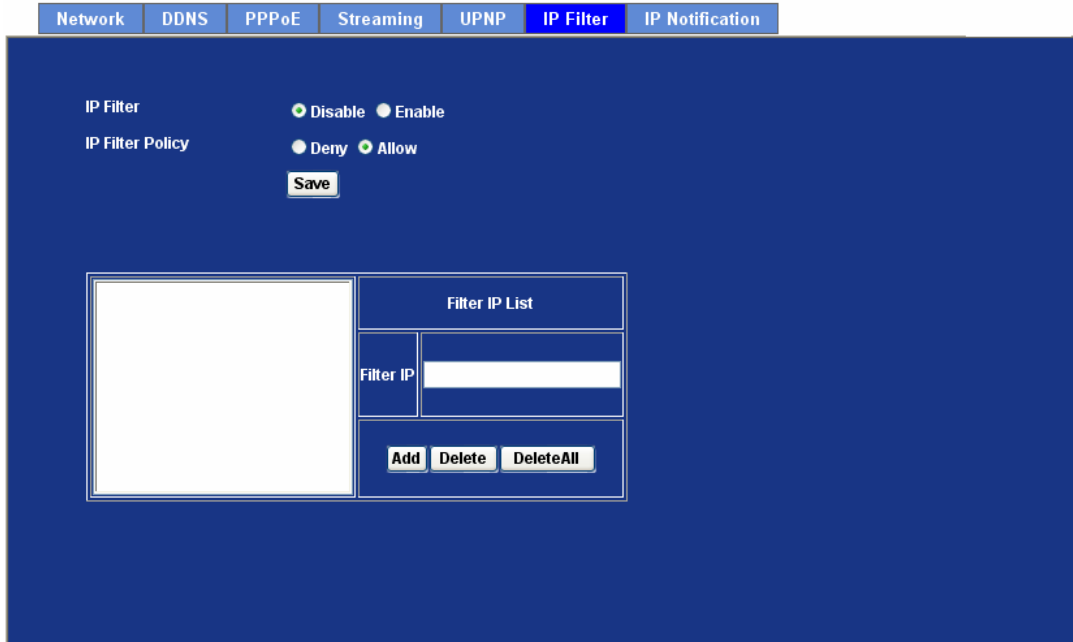 Network DDNS PPPoE Streaming UPNP IP Filter IP Notification
IP Filter Disable Enable
IP Filter Policy Deny Allow
Save
Filter IP List
Filter IP
Add Delete DeleteAll